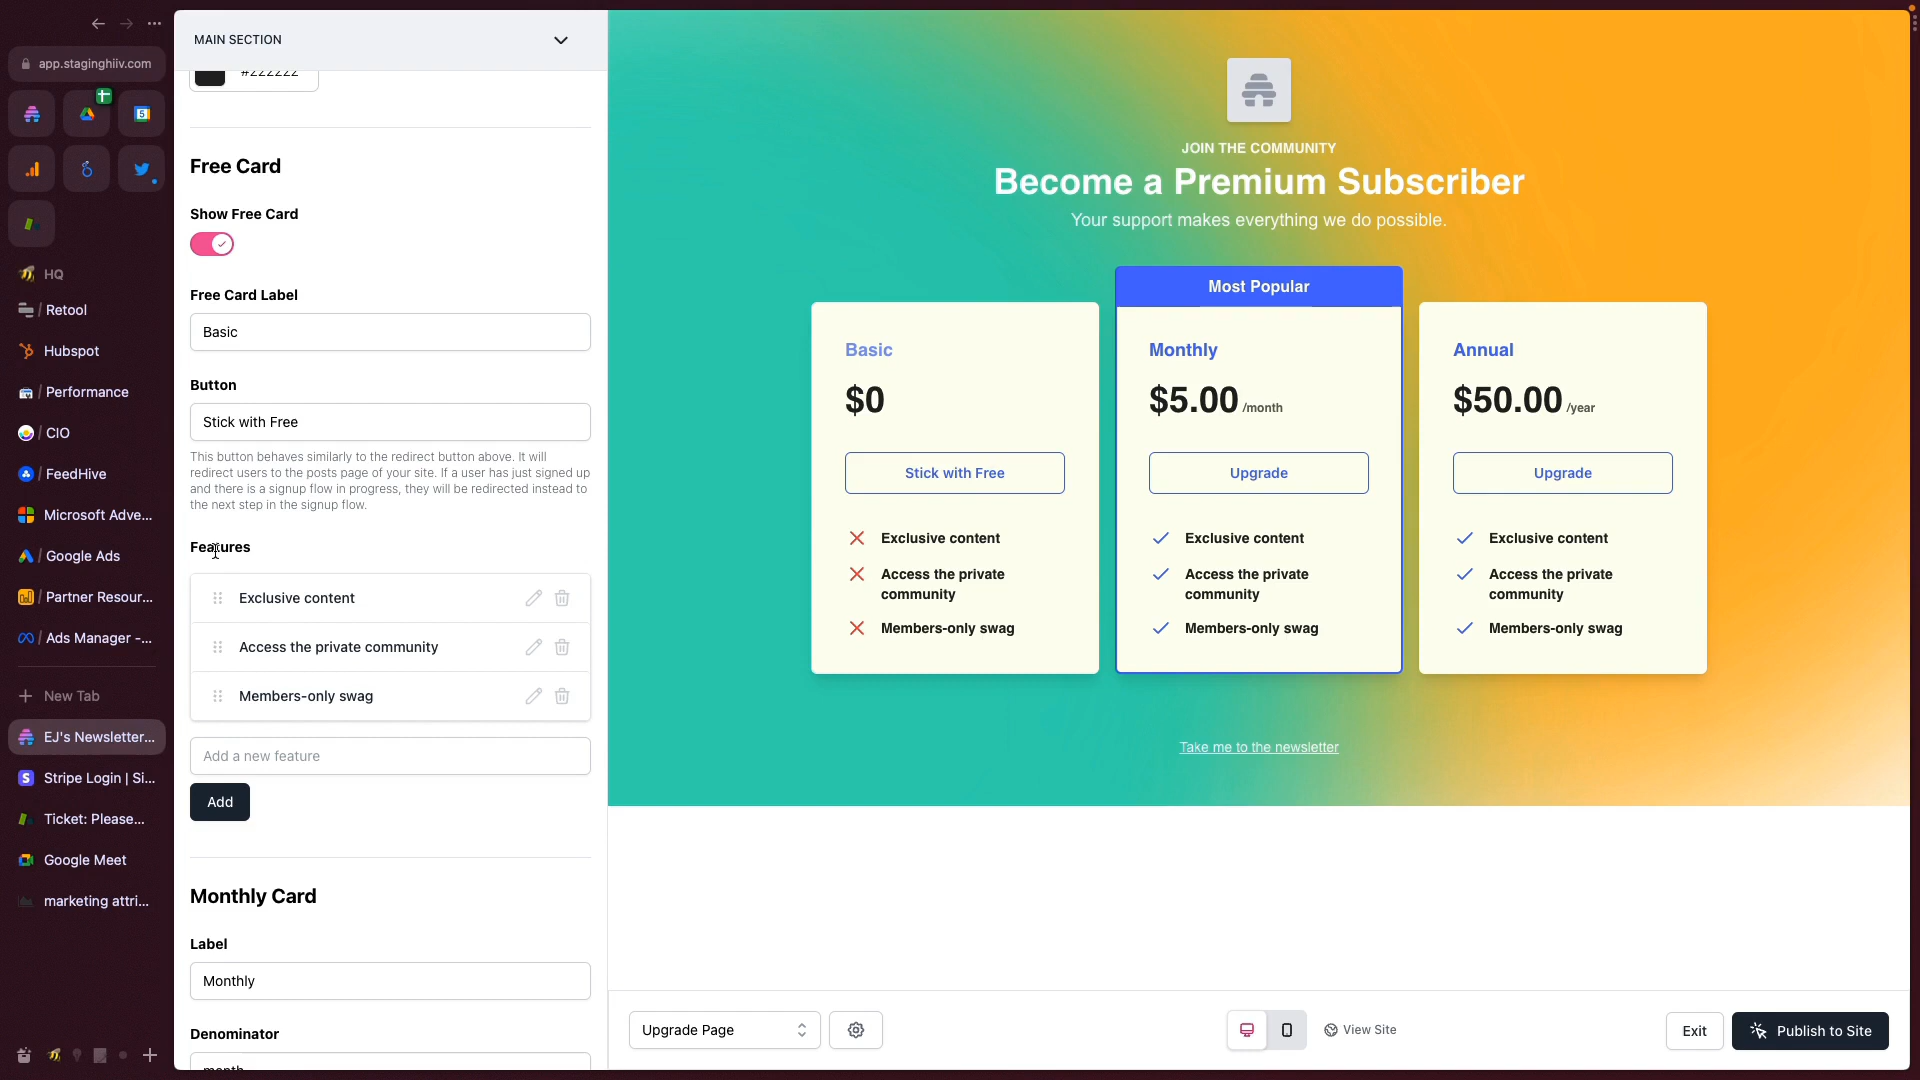 app.staginghiiv.com
5
HQ
/ Retool
Hubspot
/ Performance
/ CIO
/ FeedHive
Microsoft Adve...
/ Google Ads
/ Partner Resour...
/ Ads Manager -...
New Tab
EJ's Newsletter...
S Stripe Login | Si...
Ticket: Please...
Google Meet
marketing attri...
MAIN SECTION
#222222
Free Card
Show Free Card
Free Card Label
Basic
Button
Stick with Free
This button behaves similarly to the redirect button above. It will
redirect users to the posts page of your site. If a user has just signed up
and there is a signup flow in progress, they will be redirected instead to
the next step in the signup flow.
Features
Exclusive content
Access the private community
Members-only swag
Add a new feature
Add
Monthly Card
Label
Monthly
Denominator
month
JOIN THE COMMUNITY
Become a Premium Subscriber
Your support makes everything we do possible.
Basic
$0
Stick with Free
Exclusive content
Access the private
community
Members-only swag
Most Popular
Monthly
$5.00 /month
Upgrade
Exclusive content
Access the private
community
Members-only swag
Annual
$50.00 /year
Upgrade
Exclusive content
Access the private
community
Members-only swag
Take me to the newsletter
Upgrade Page
View Site
Exit
Publish to Site